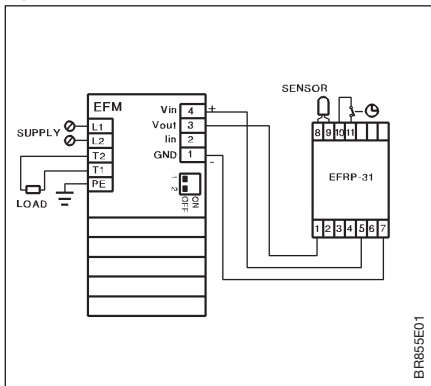 EFM
SUPPLY
L1
L2
T2
T1
PE
LOAD
Vin 4 +
Vout 3
Iin 2
GND 1 -
1 2
ON
OFF
SENSOR
8 9 10 11
EFRP-31
1 2 3 4 5 6 7
BR855E01